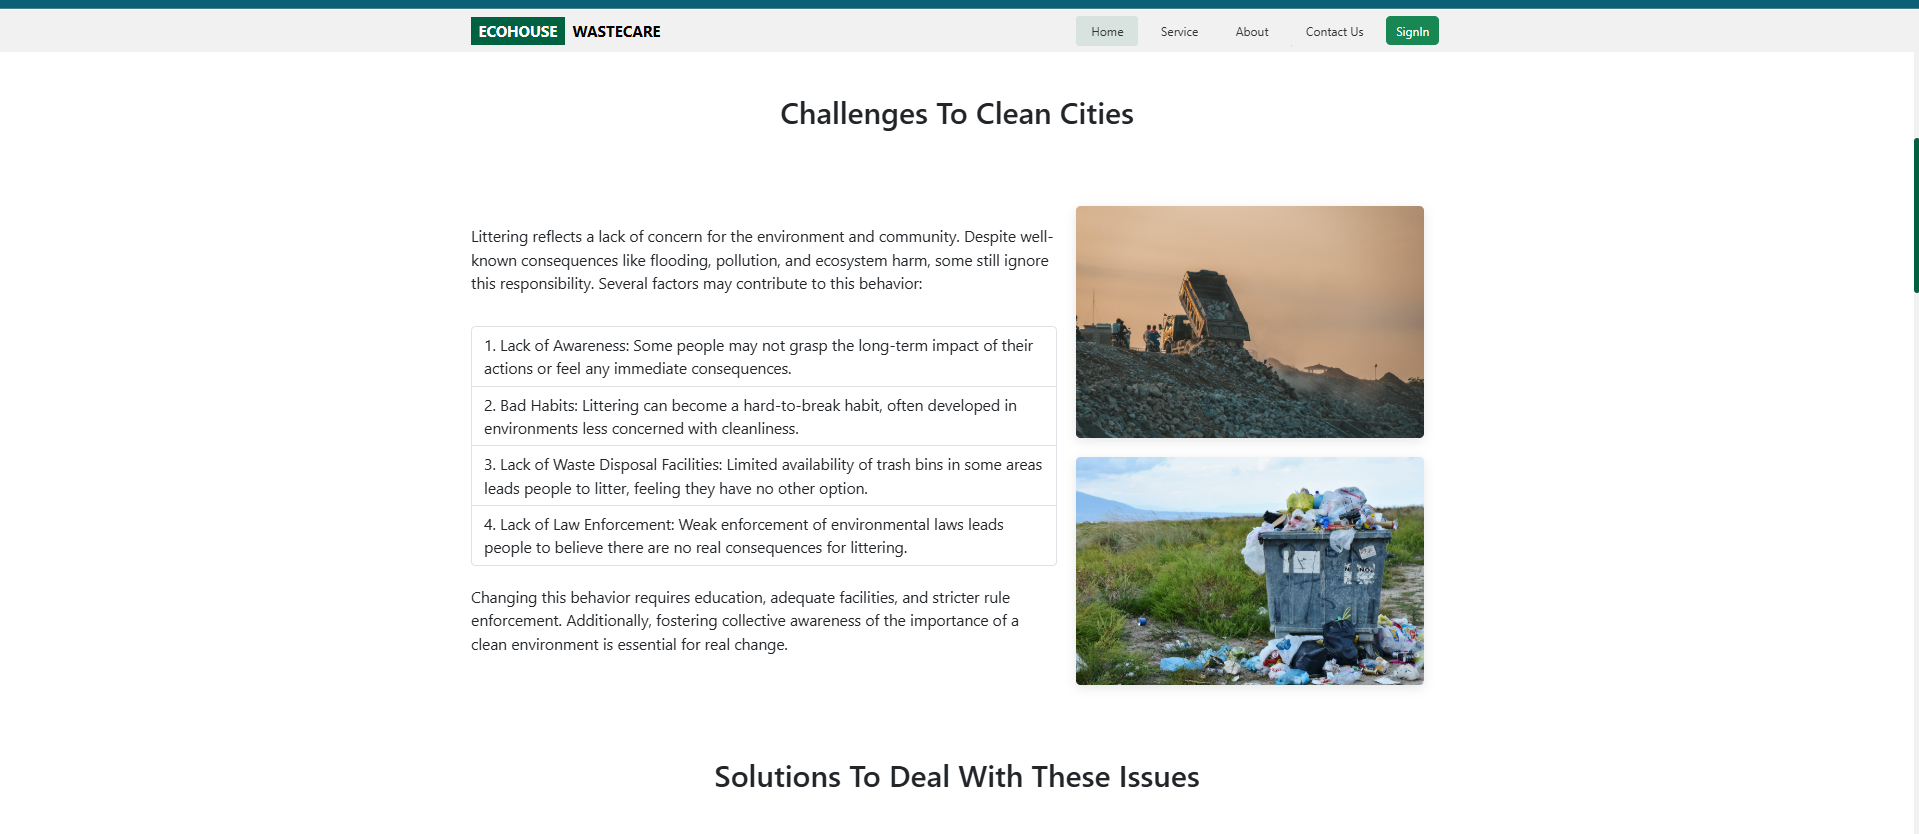 ECOHOUSE WASTECARE
Home Service About Contact Us SignIn
Challenges To Clean Cities
Littering reflects a lack of concern for the environment and community. Despite well-
known consequences like flooding, pollution, and ecosystem harm, some still ignore
this responsibility. Several factors may contribute to this behavior:
1. Lack of Awareness: Some people may not grasp the long-term impact of their
actions or feel any immediate consequences.
2. Bad Habits: Littering can become a hard-to-break habit, often developed in
environments less concerned with cleanliness.
3. Lack of Waste Disposal Facilities: Limited availability of trash bins in some areas
leads people to litter, feeling they have no other option.
4. Lack of Law Enforcement: Weak enforcement of environmental laws leads
people to believe there are no real consequences for littering.
Changing this behavior requires education, adequate facilities, and stricter rule
enforcement. Additionally, fostering collective awareness of the importance of a
clean environment is essential for real change.
Solutions To Deal With These Issues